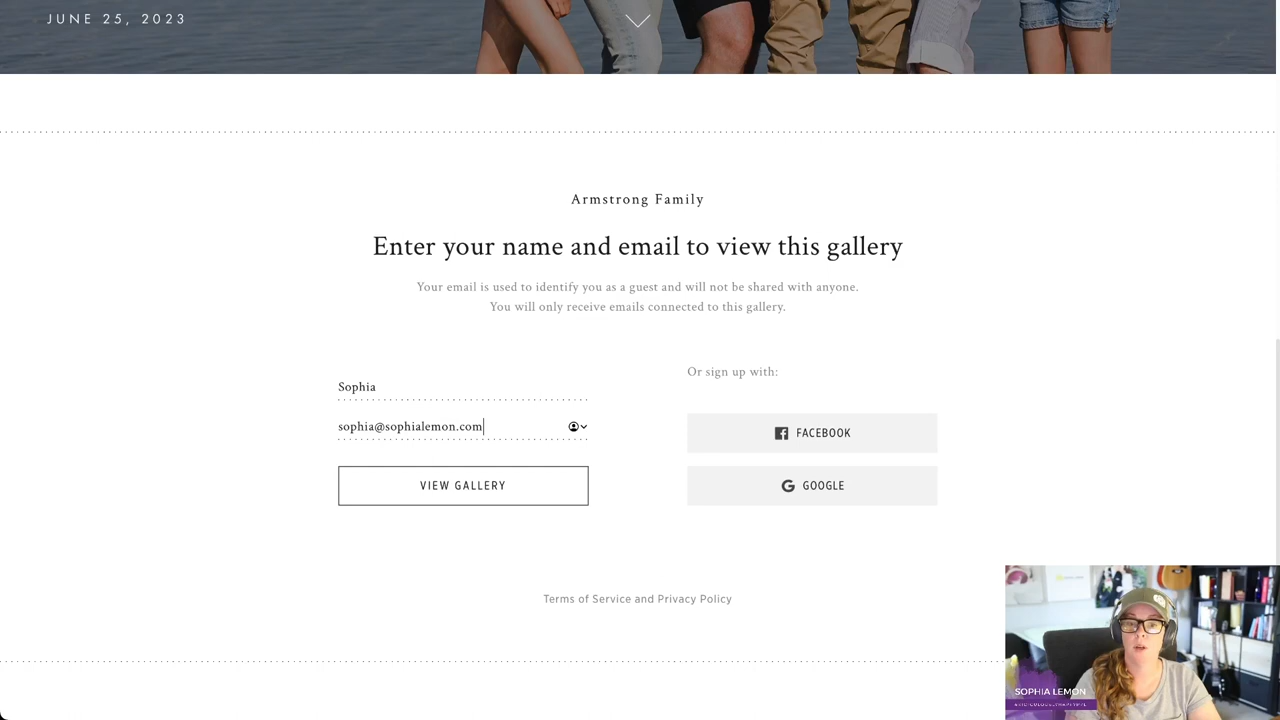 JUNE 25, 2023
Armstrong Family
Enter your name and email to view this gallery
Your email is used to identify you as a guest and will not be shared with anyone.
You will only receive emails connected to this gallery.
Sophia
sophia@sophialemon.com
VIEW GALLERY
Or sign up with:
FACEBOOK
GOOGLE
Terms of Service and Privacy Policy
SOPHIA LEMON